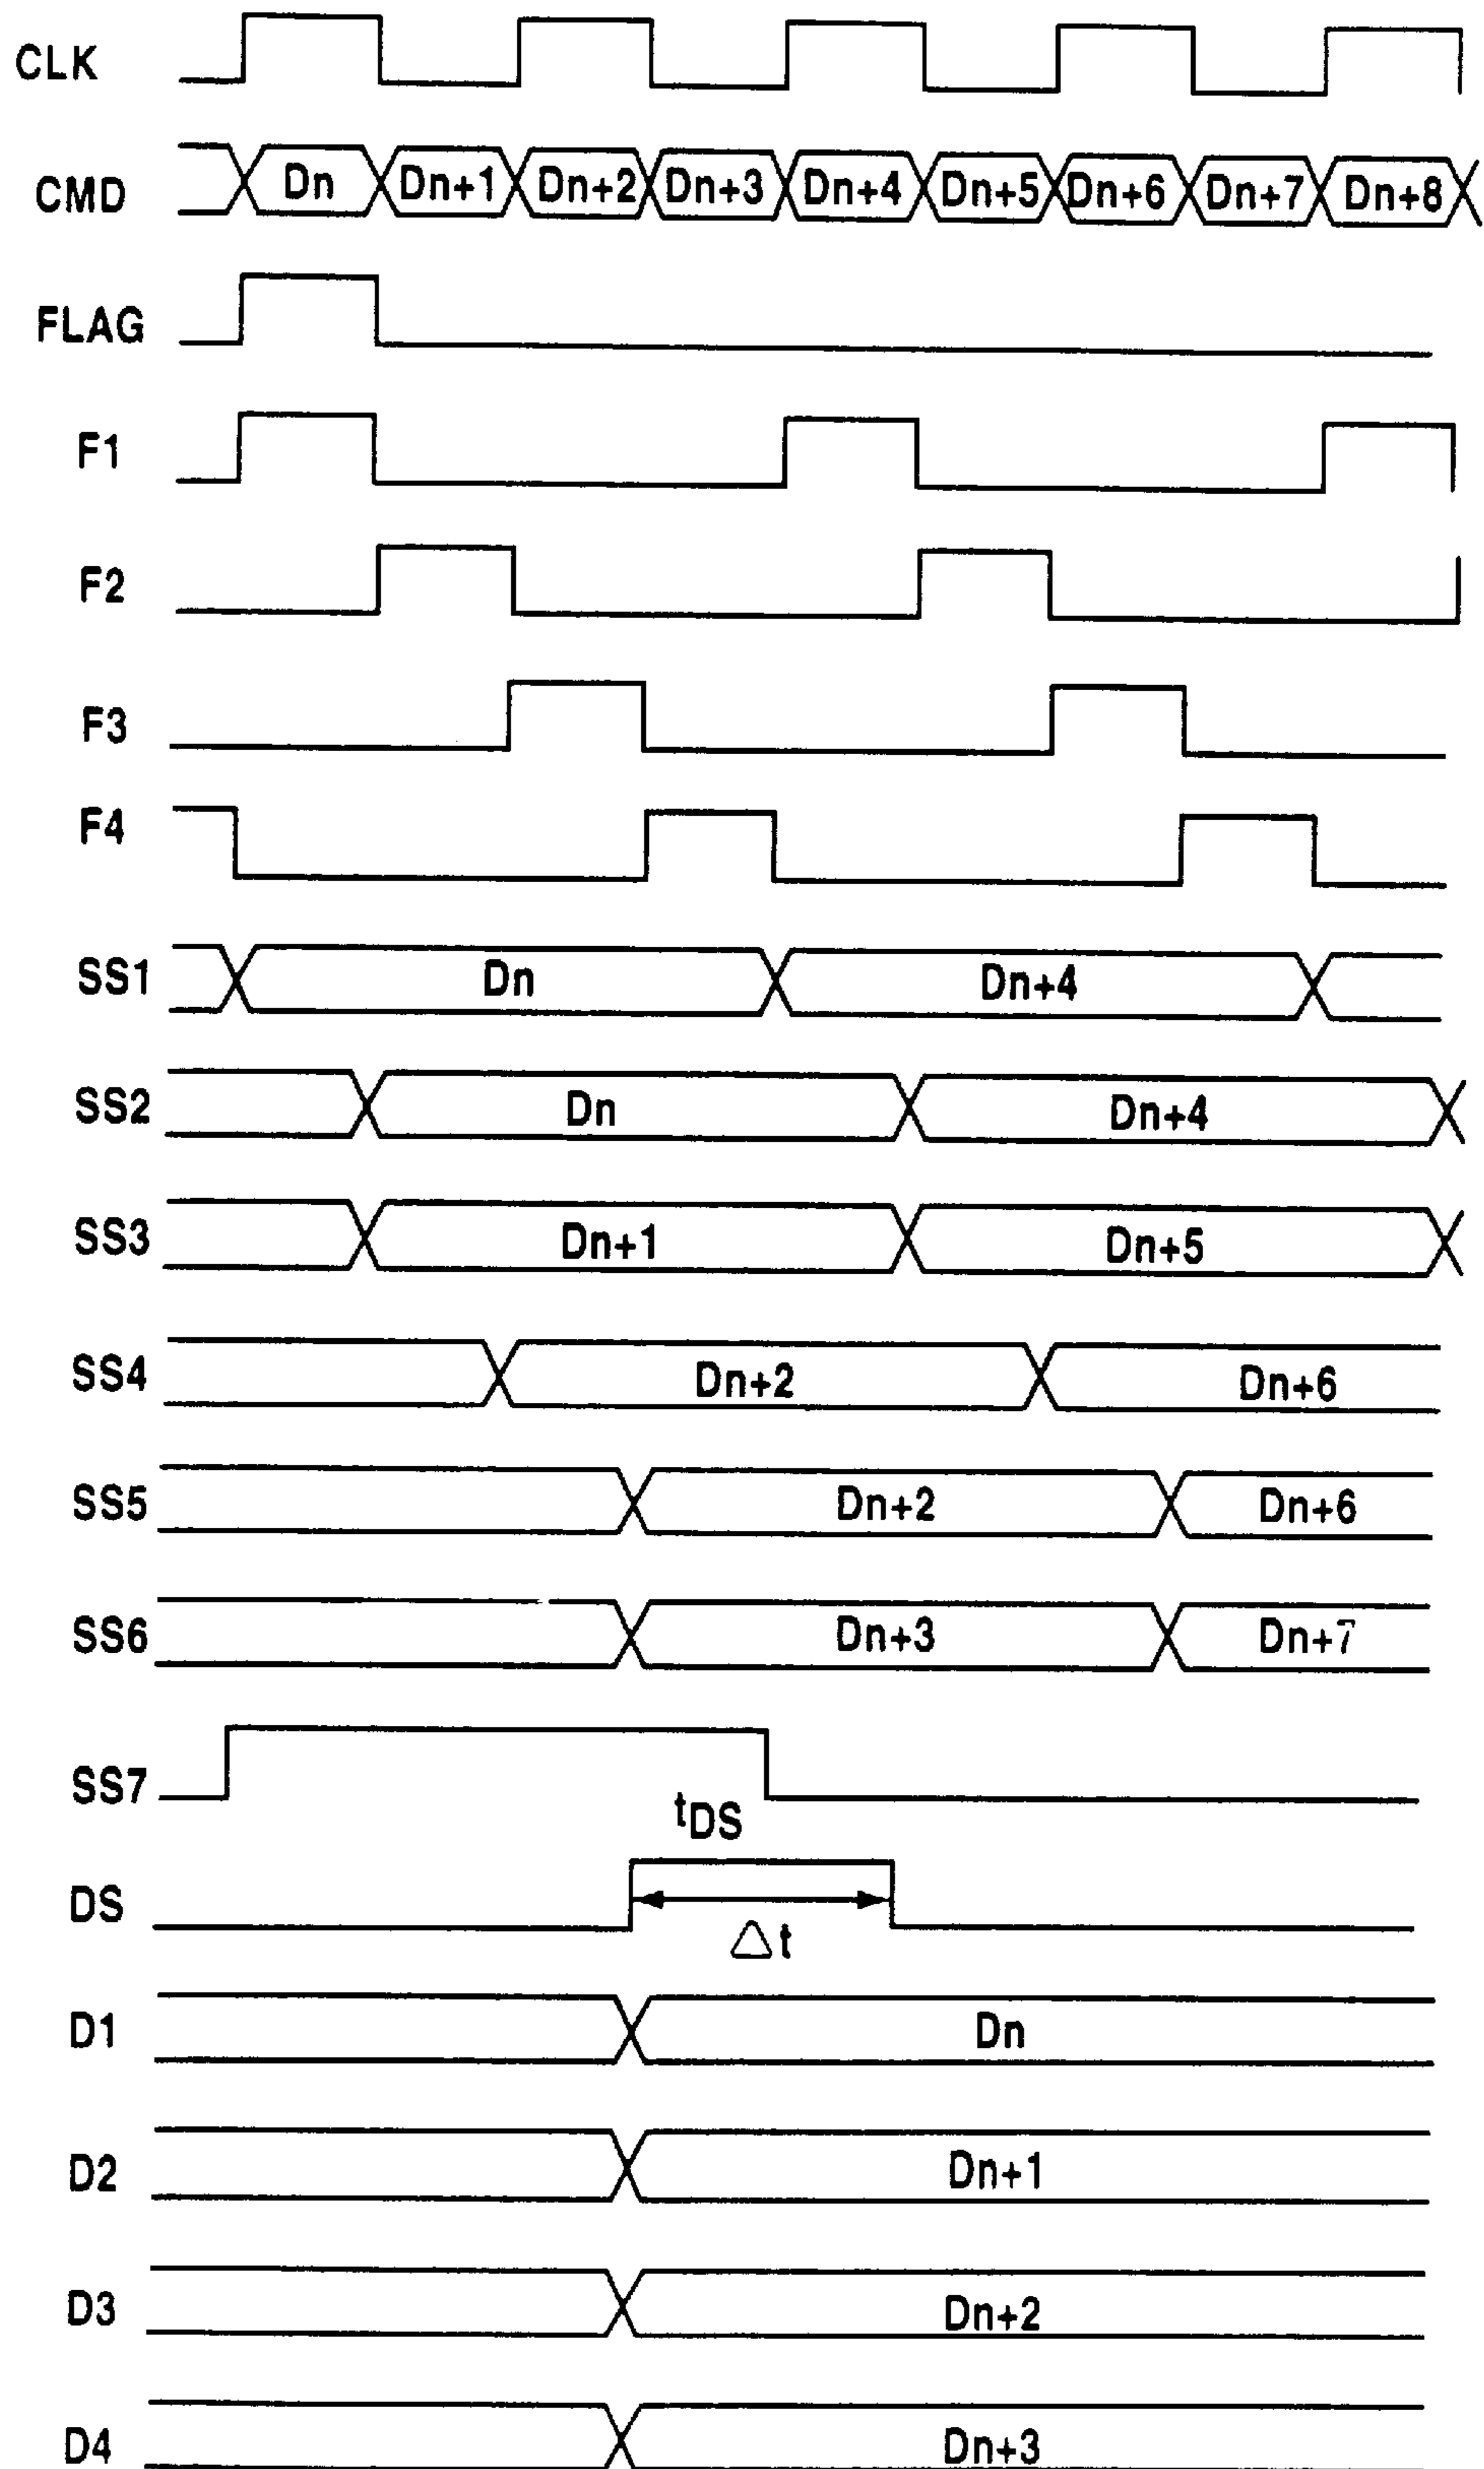 CLK
CMD Dn Dn+1 Dn+2 Dn+3 Dn+4 Dn+5 Dn+6 Dn+7 Dn+8
FLAG
F1
F2
F3
F4
SS1 Dn Dn+4
SS2 Dn Dn+4
SS3 Dn+1 Dn+5
SS4 Dn+2 Dn+6
SS5 Dn+2 Dn+6
SS6 Dn+3 Dn+7
SS7
tDS
DS
△t
D1 Dn
D2 Dn+1
D3 Dn+2
D4 Dn+3